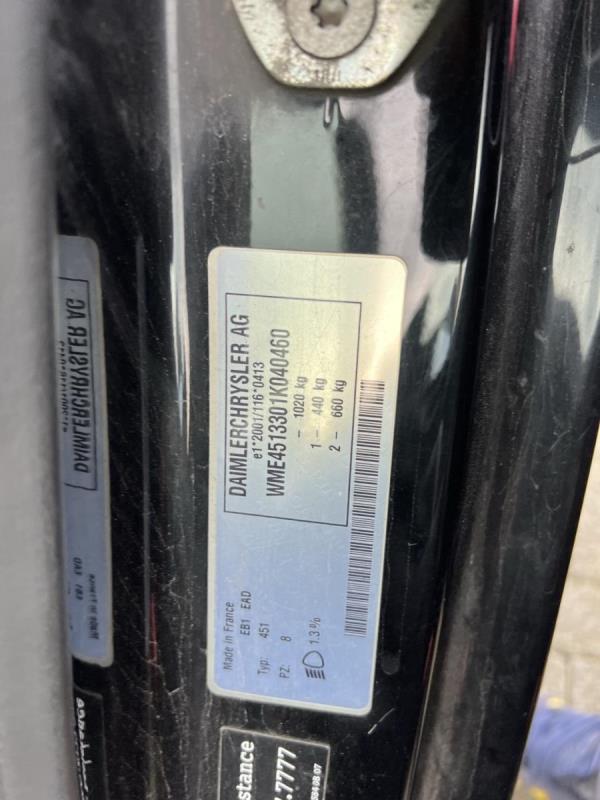 DAIMLERCHRYSLER AG
e1*2001/116*0413
WME4513301K040460
– 1020 kg
1 – 440 kg
2 – 660 kg
Made in France
EB1 EAD
Typ: 451
PZ: 8
1.3 %
stance
.7777
DAIMLERCHRYSLER AG